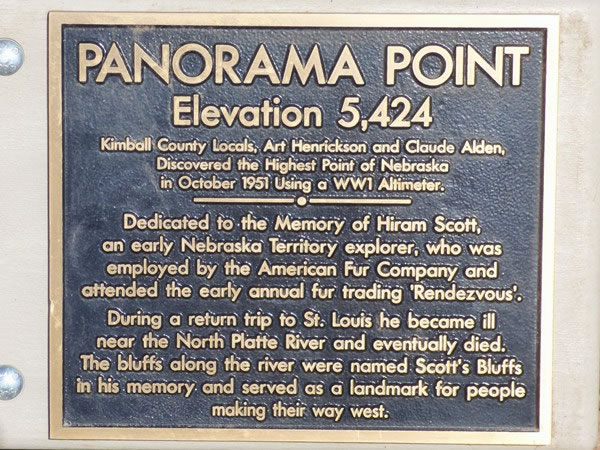 PANORAMA POINT
Elevation 5,424
Kimball County Locals, Art Henrickson and Claude Alden,
Discovered the Highest Point of Nebraska
in October 1951 Using a WW1 Altimeter.
Dedicated to the Memory of Hiram Scott,
an early Nebraska Territory explorer, who was
employed by the American Fur Company and
attended the early annual fur trading 'Rendezvous'.
During a return trip to St. Louis he became ill
near the North Platte River and eventually died.
The bluffs along the river were named Scott's Bluffs
in his memory and served as a landmark for people
making their way west.